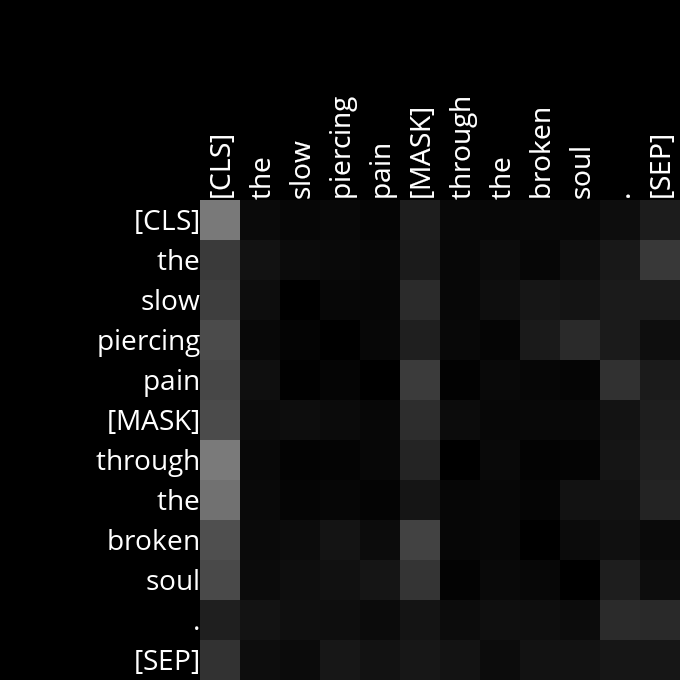 [CLS] the slow piercing pain [MASK] through the broken soul . [SEP]
[CLS]
the
slow
piercing
pain
[MASK]
through
the
broken
soul
.
[SEP]